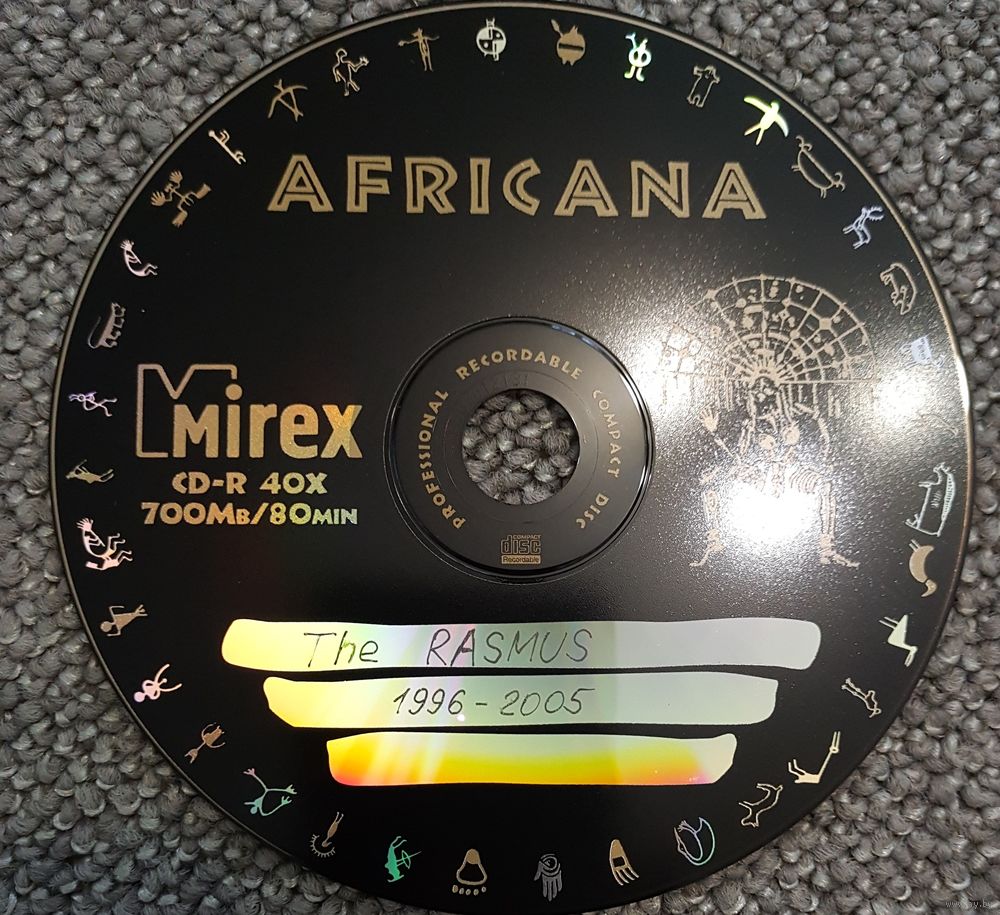 AFRICANA
Mirex
CD-R 40X
700MB/80MIN
PROFESSIONAL RECORDABLE COMPACT DISC
COMPACT
disc
Recordable
The RASMUS
1996-2005